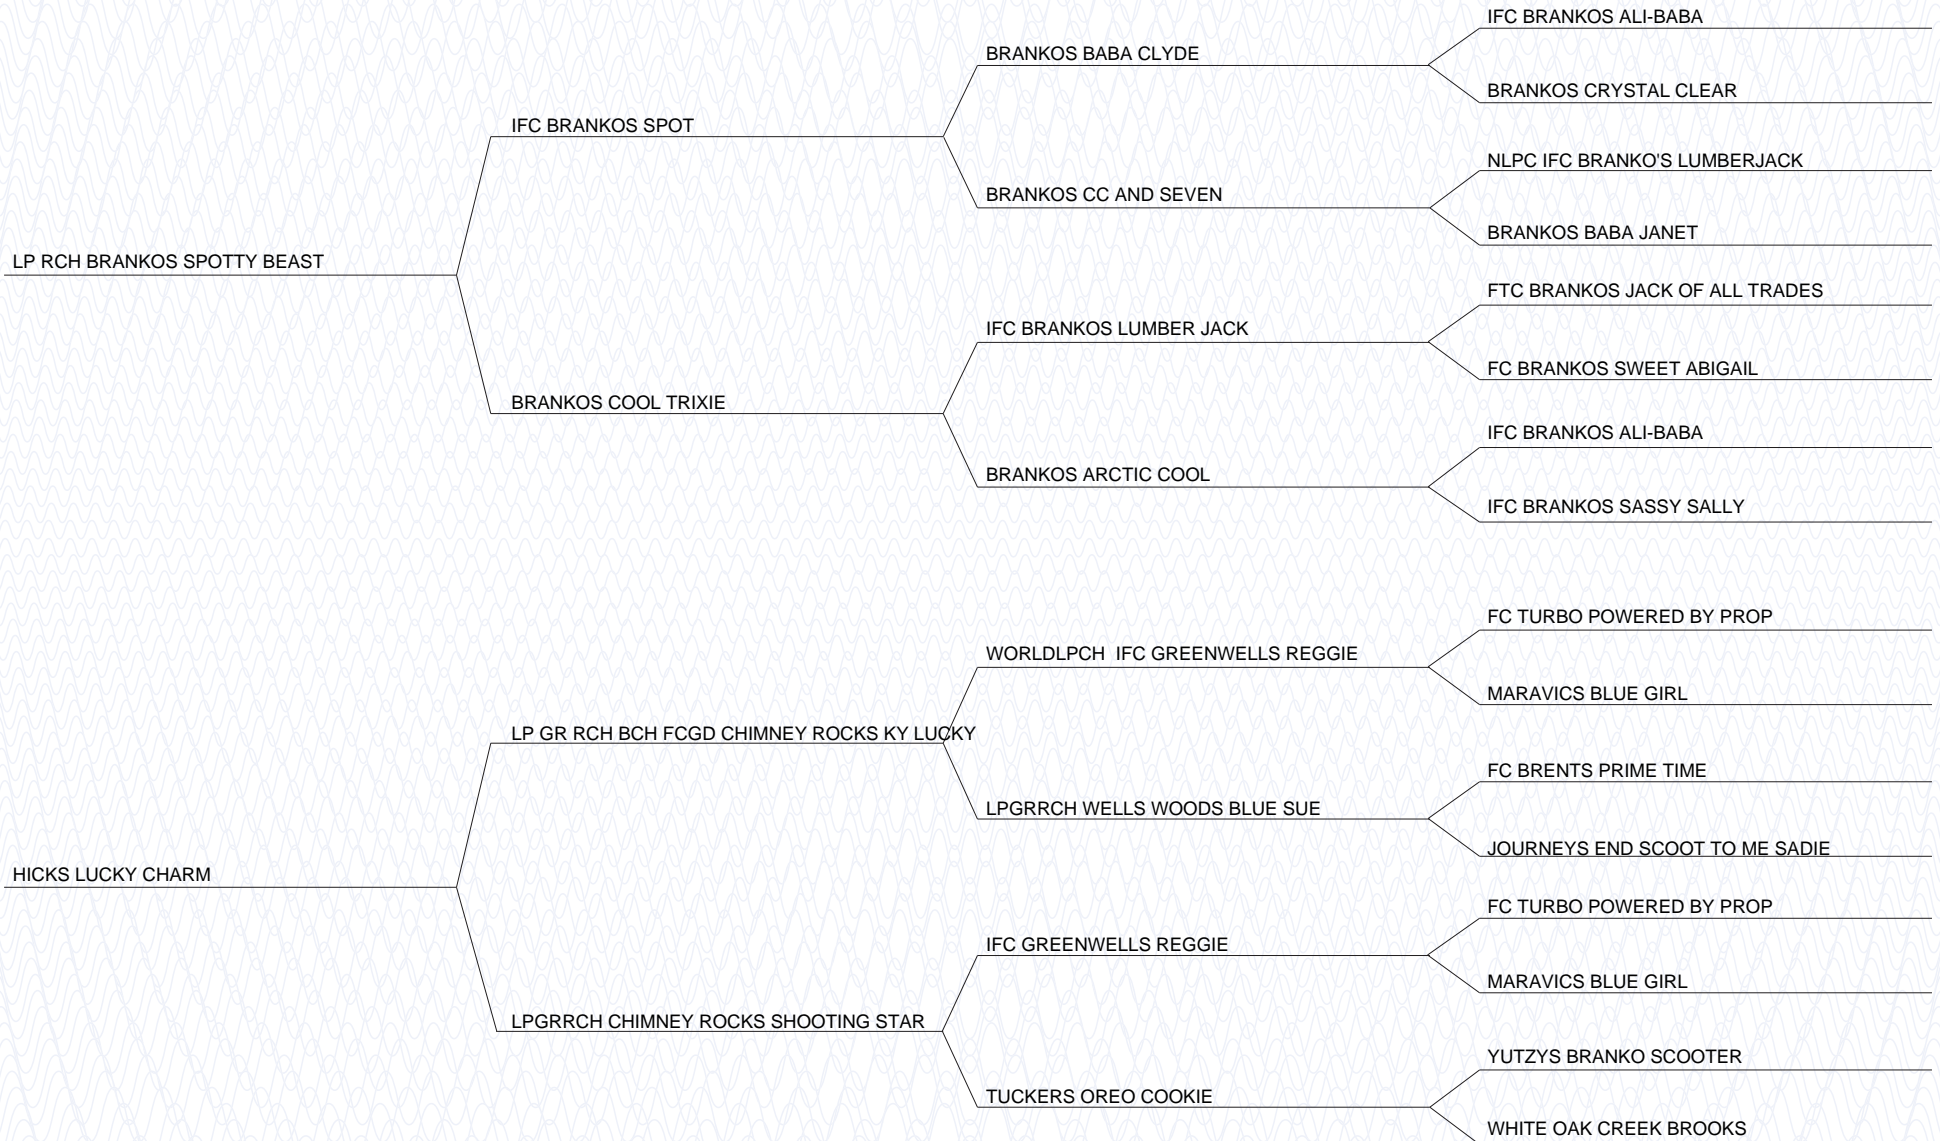 IFC BRANKOS ALI-BABA
BRANKOS BABA CLYDE
BRANKOS CRYSTAL CLEAR
IFC BRANKOS SPOT
NLPC IFC BRANKO'S LUMBERJACK
BRANKOS CC AND SEVEN
BRANKOS BABA JANET
LP RCH BRANKOS SPOTTY BEAST
FTC BRANKOS JACK OF ALL TRADES
IFC BRANKOS LUMBER JACK
FC BRANKOS SWEET ABIGAIL
BRANKOS COOL TRIXIE
IFC BRANKOS ALI-BABA
BRANKOS ARCTIC COOL
IFC BRANKOS SASSY SALLY
FC TURBO POWERED BY PROP
WORLDLPCH  IFC GREENWELLS REGGIE
MARAVICS BLUE GIRL
LP GR RCH BCH FCGD CHIMNEY ROCKS KY LUCKY
FC BRENTS PRIME TIME
LPGRRCH WELLS WOODS BLUE SUE
JOURNEYS END SCOOT TO ME SADIE
HICKS LUCKY CHARM
FC TURBO POWERED BY PROP
IFC GREENWELLS REGGIE
MARAVICS BLUE GIRL
LPGRRCH CHIMNEY ROCKS SHOOTING STAR
YUTZYS BRANKO SCOOTER
TUCKERS OREO COOKIE
WHITE OAK CREEK BROOKS